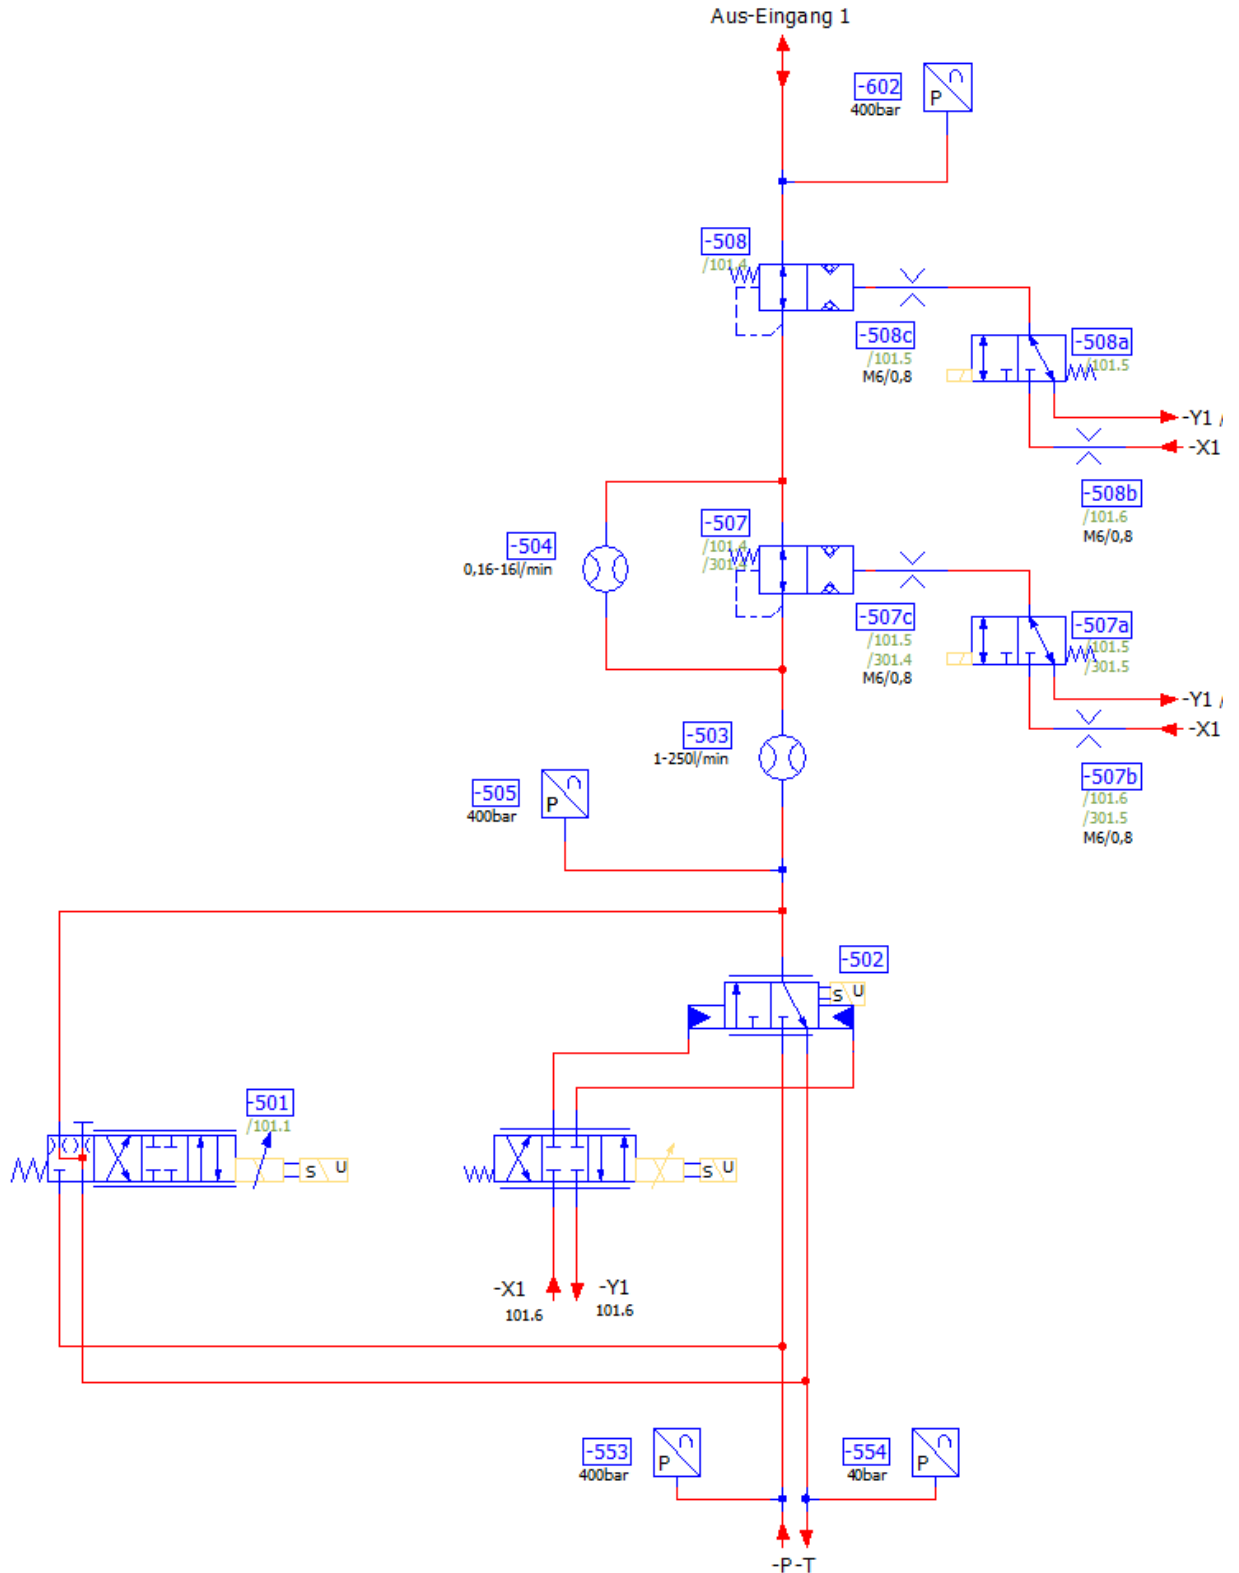 Aus-Eingang 1
-602
400bar
P
-508
/101.4
-508c
/101.5
M6/0,8
-508a
/101.5
-Y1 /
-X1
-508b
/101.6
M6/0,8
-504
0,16-16l/min
-507
/101.4
/301.4
-507c
/101.5
/301.4
M6/0,8
-507a
/101.5
/301.5
-Y1 /
-X1
-507b
/101.6
/301.5
M6/0,8
-503
1-250l/min
-505
400bar
P
-502
S U
-501
/101.1
S U
S U
-X1
101.6
-Y1
101.6
-553
400bar
P
-554
40bar
P
-P -T